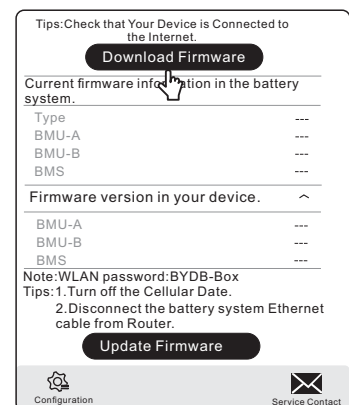 Tips:Check that Your Device is Connected to
the Internet.
Download Firmware
Current firmware information in the battery
system.
Type ---
BMU-A ---
BMU-B ---
BMS ---
Firmware version in your device.
BMU-A ---
BMU-B ---
BMS ---
Note:WLAN password:BYDB-Box
Tips:1.Turn off the Cellular Date.
2.Disconnect the battery system Ethernet
cable from Router.
Update Firmware
Configuration
Service Contact